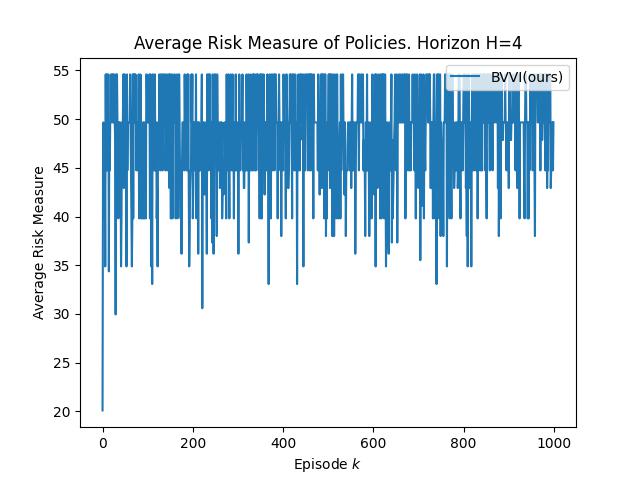 Average Risk Measure of Policies. Horizon H=4
BVVI(ours)
Average Risk Measure
55
50
45
40
35
30
25
20
0 200 400 600 800 1000
Episode k